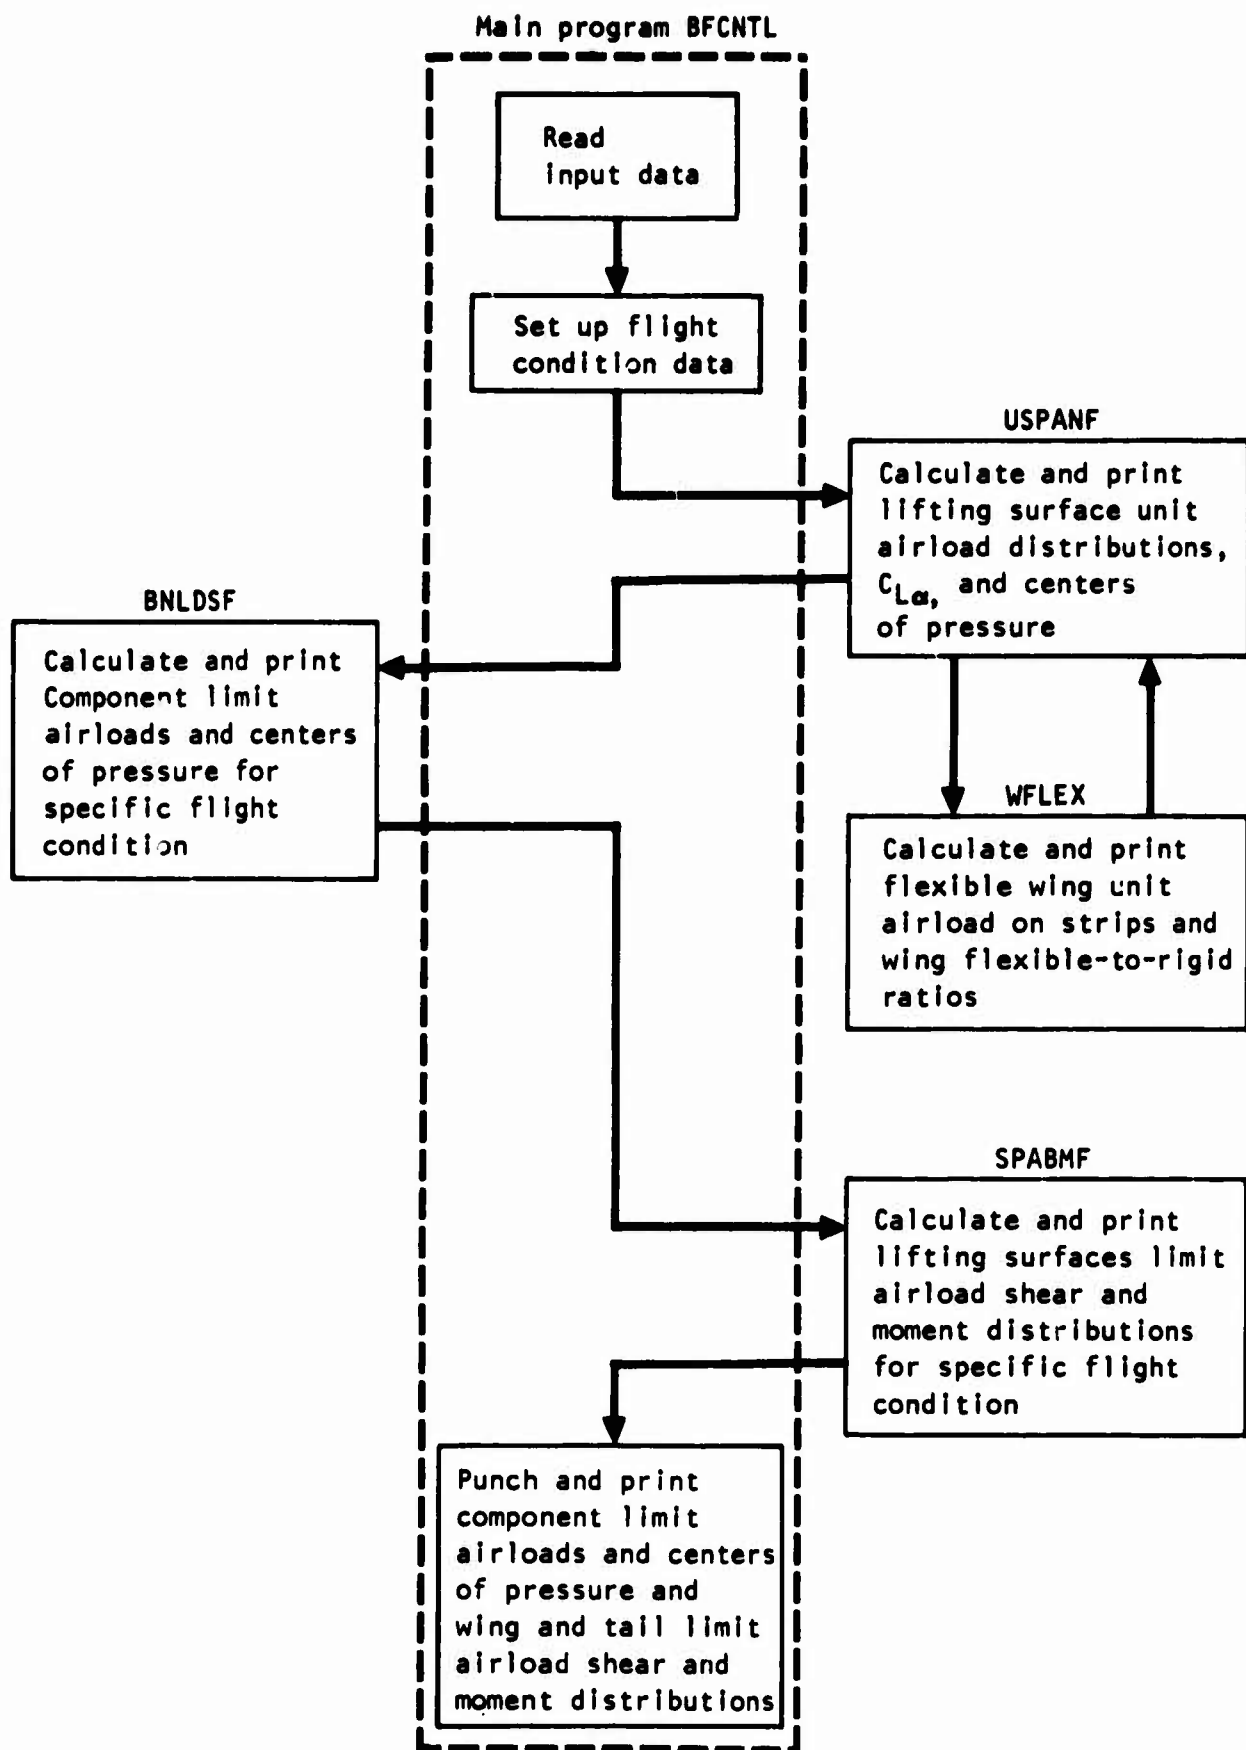 Main program BFCNTL
Read
input data
Set up flight
condition data
USPANF
Calculate and print
lifting surface unit
airload distributions,
CLα, and centers
of pressure
BNLDSF
Calculate and print
Component limit
airloads and centers
of pressure for
specific flight
condition
WFLEX
Calculate and print
flexible wing unit
airload on strips and
wing flexible-to-rigid
ratios
SPABMF
Calculate and print
lifting surfaces limit
airload shear and
moment distributions
for specific flight
condition
Punch and print
component limit
airloads and centers
of pressure and
wing and tail limit
airload shear and
moment distributions